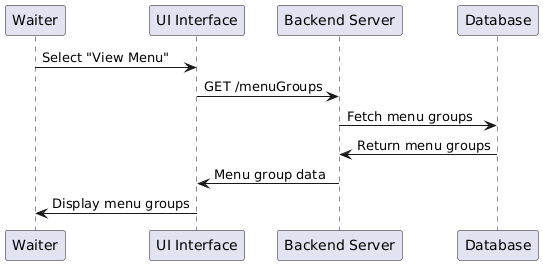 Waiter UI Interface Backend Server Database
Select "View Menu"
GET /menuGroups
Fetch menu groups
Return menu groups
Menu group data
Display menu groups
Waiter UI Interface Backend Server Database